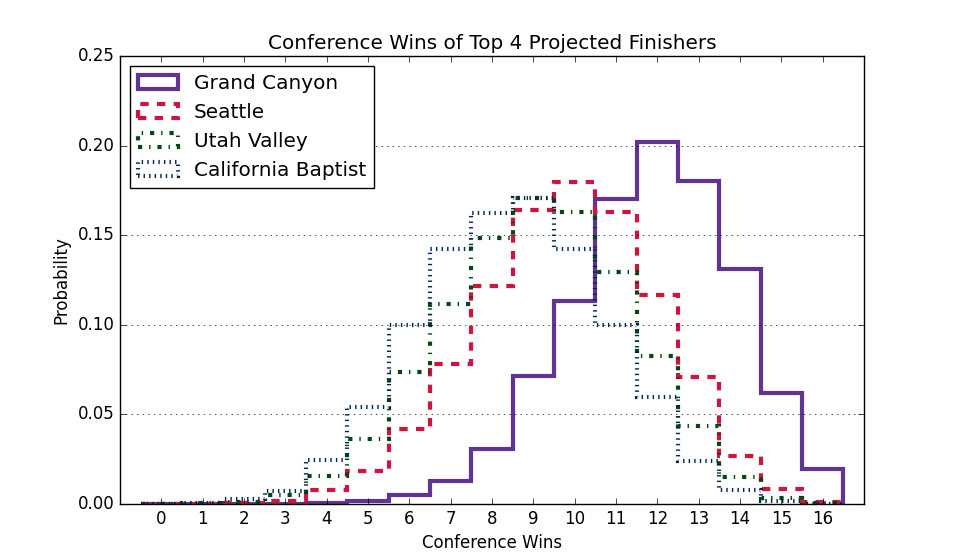 Conference Wins of Top 4 Projected Finishers
Grand Canyon
Seattle
Utah Valley
California Baptist
0.25
0.20
0.15
0.10
0.05
0.00
Probability
0 1 2 3 4 5 6 7 8 9 10 11 12 13 14 15 16
Conference Wins